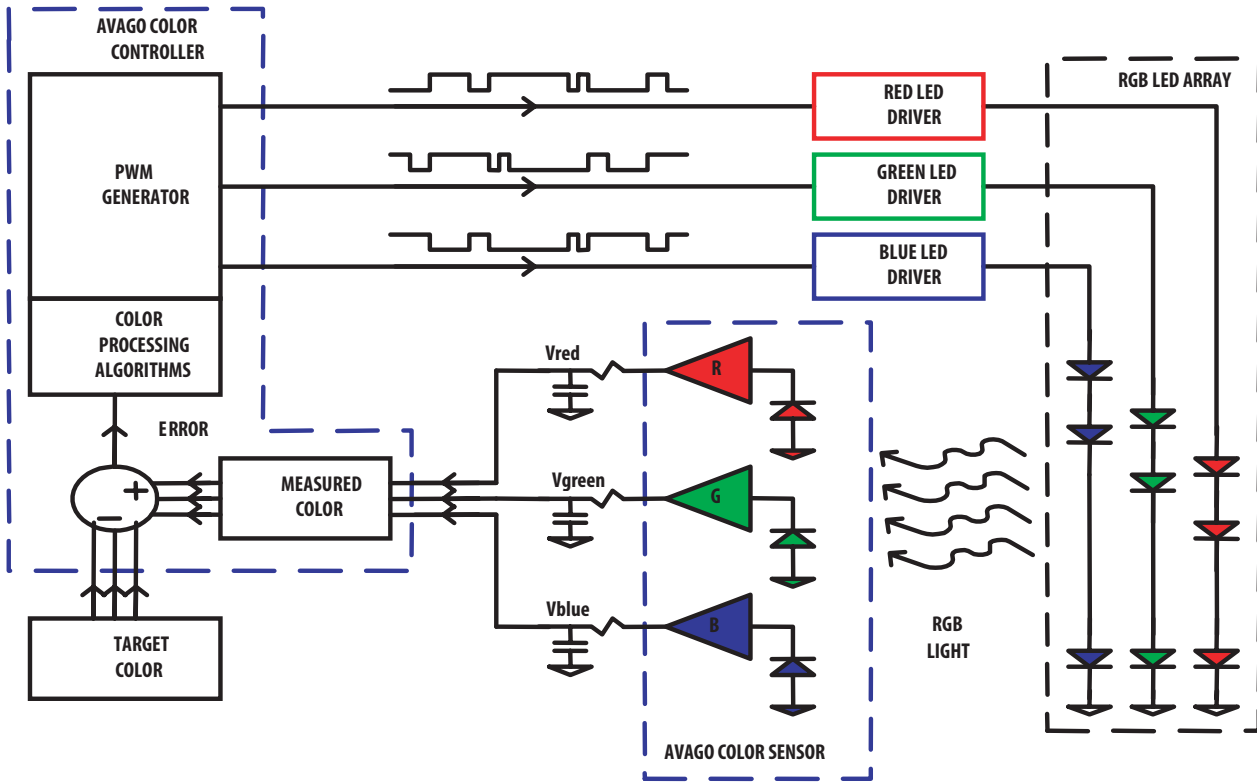 AVAGO COLOR
CONTROLLER
PWM
GENERATOR
COLOR
PROCESSING
ALGORITHMS
ERROR
+
−
MEASURED
COLOR
TARGET
COLOR
RED LED
DRIVER
GREEN LED
DRIVER
BLUE LED
DRIVER
RGB LED ARRAY
Vred
R
Vgreen
G
Vblue
B
AVAGO COLOR SENSOR
RGB
LIGHT